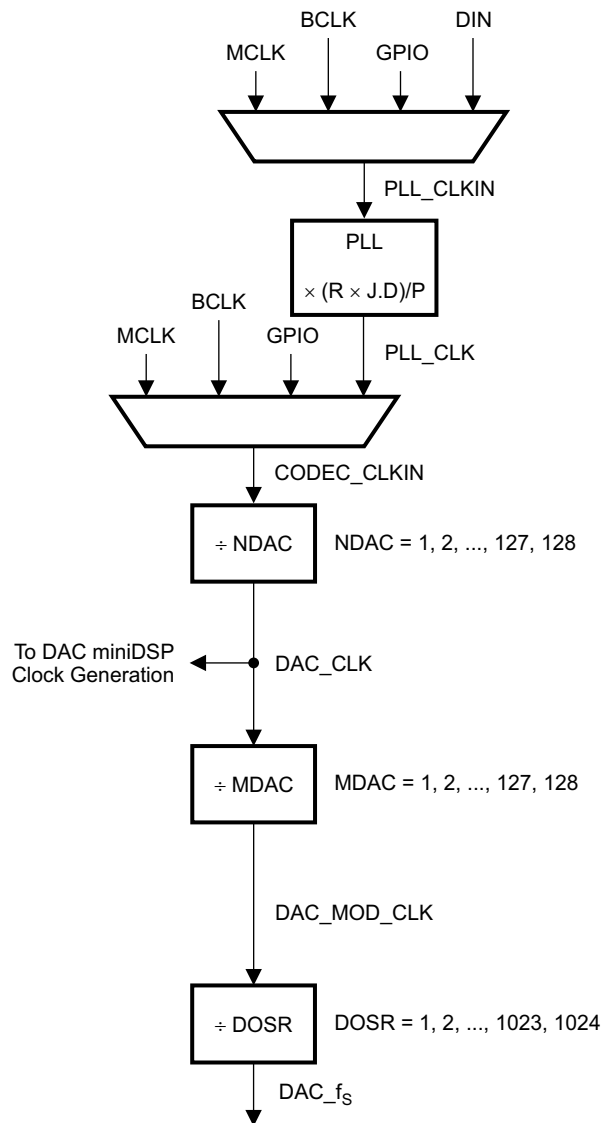 BCLK
DIN
MCLK
GPIO
PLL_CLKIN
PLL
× (R × J.D)/P
BCLK
MCLK
GPIO
PLL_CLK
CODEC_CLKIN
÷ NDAC
NDAC = 1, 2, ..., 127, 128
To DAC miniDSP
Clock Generation
DAC_CLK
÷ MDAC
MDAC = 1, 2, ..., 127, 128
DAC_MOD_CLK
÷ DOSR
DOSR = 1, 2, ..., 1023, 1024
DAC_fS